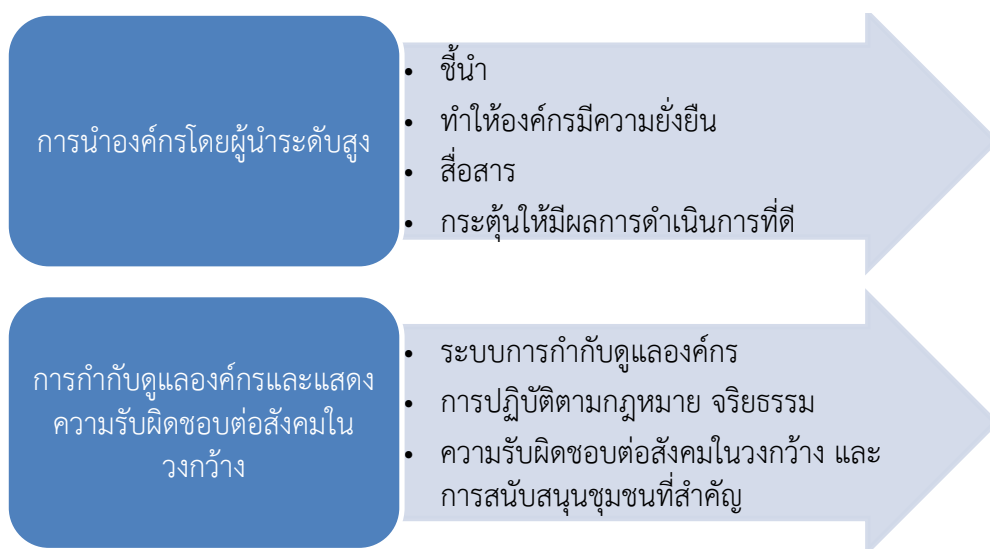 การนำองค์กรโดยผู้นำระดับสูง
• ชี้นำ
• ทำให้องค์กรมีความยั่งยืน
• สื่อสาร
• กระตุ้นให้มีผลการดำเนินการที่ดี
การกำกับดูแลองค์กรและแสดง
ความรับผิดชอบต่อสังคมใน
วงกว้าง
• ระบบการกำกับดูแลองค์กร
• การปฏิบัติตามกฎหมาย จริยธรรม
• ความรับผิดชอบต่อสังคมในวงกว้าง และ
การสนับสนุนชุมชนที่สำคัญ